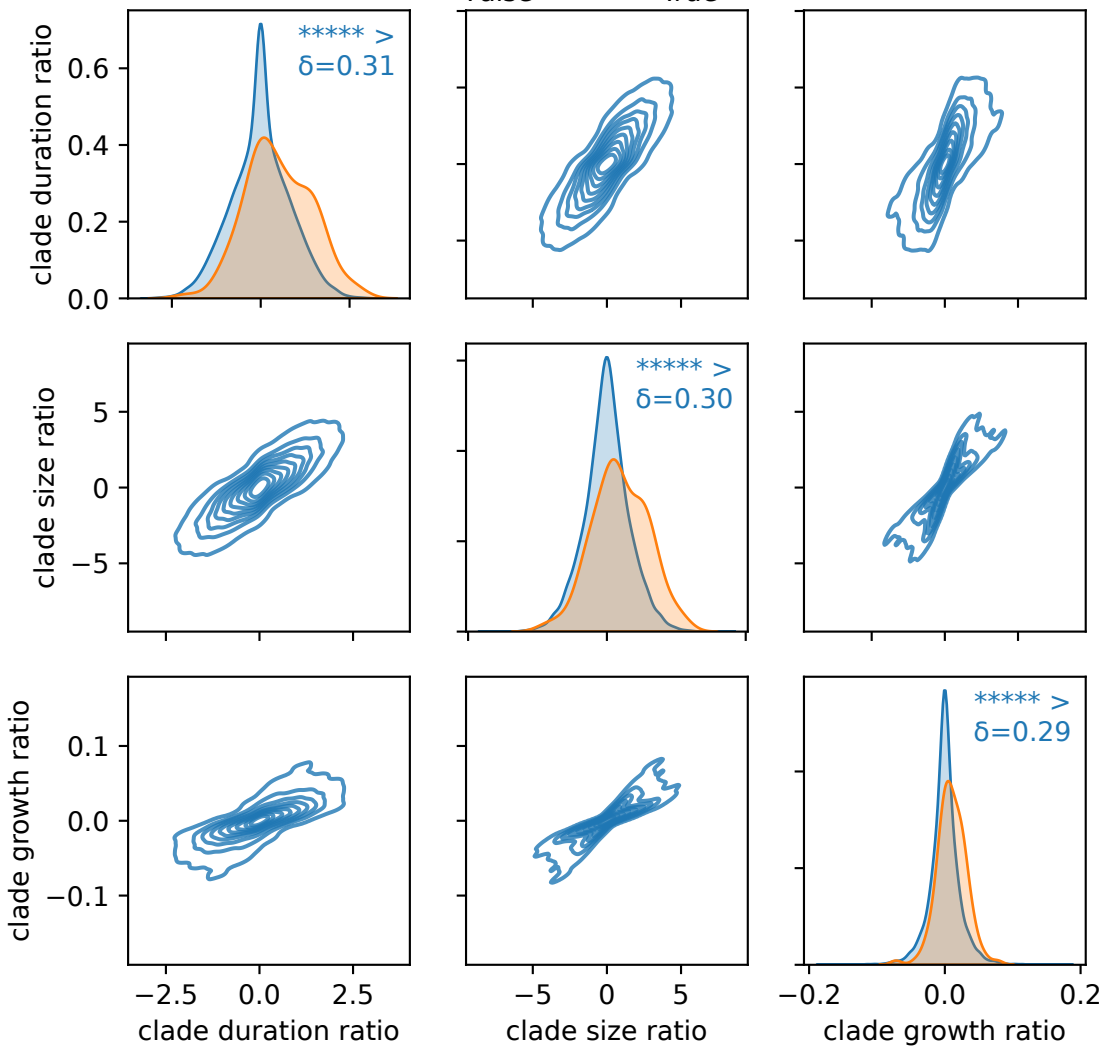 ***** >
δ=0.31
clade duration ratio
0.6
0.4
0.2
0.0
***** >
δ=0.30
clade size ratio
5
0
−5
***** >
δ=0.29
clade growth ratio
0.1
0.0
−0.1
−2.5 0.0 2.5
−5 0 5
−0.2 0.0 0.2
clade duration ratio
clade size ratio
clade growth ratio